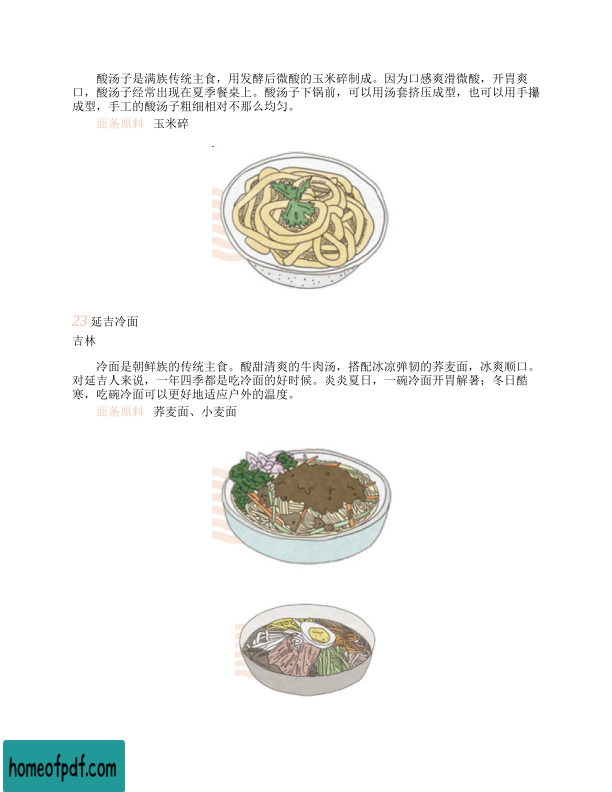 酸汤子是满族传统主食，用发酵后微酸的玉米碎制成。因为口感爽滑微酸，开胃爽
口，酸汤子经常出现在夏季餐桌上。酸汤子下锅前，可以用汤套挤压成型，也可以用手攥
成型，手工的酸汤子粗细相对不那么均匀。
面条原料 玉米碎
23 延吉冷面
吉林
冷面是朝鲜族的传统主食。酸甜清爽的牛肉汤，搭配冰凉弹韧的荞麦面，冰爽顺口。
对延吉人来说，一年四季都是吃冷面的好时候。炎炎夏日，一碗冷面开胃解暑；冬日酷
寒，吃碗冷面可以更好地适应户外的温度。
面条原料 荞麦面、小麦面
homeofpdf.com